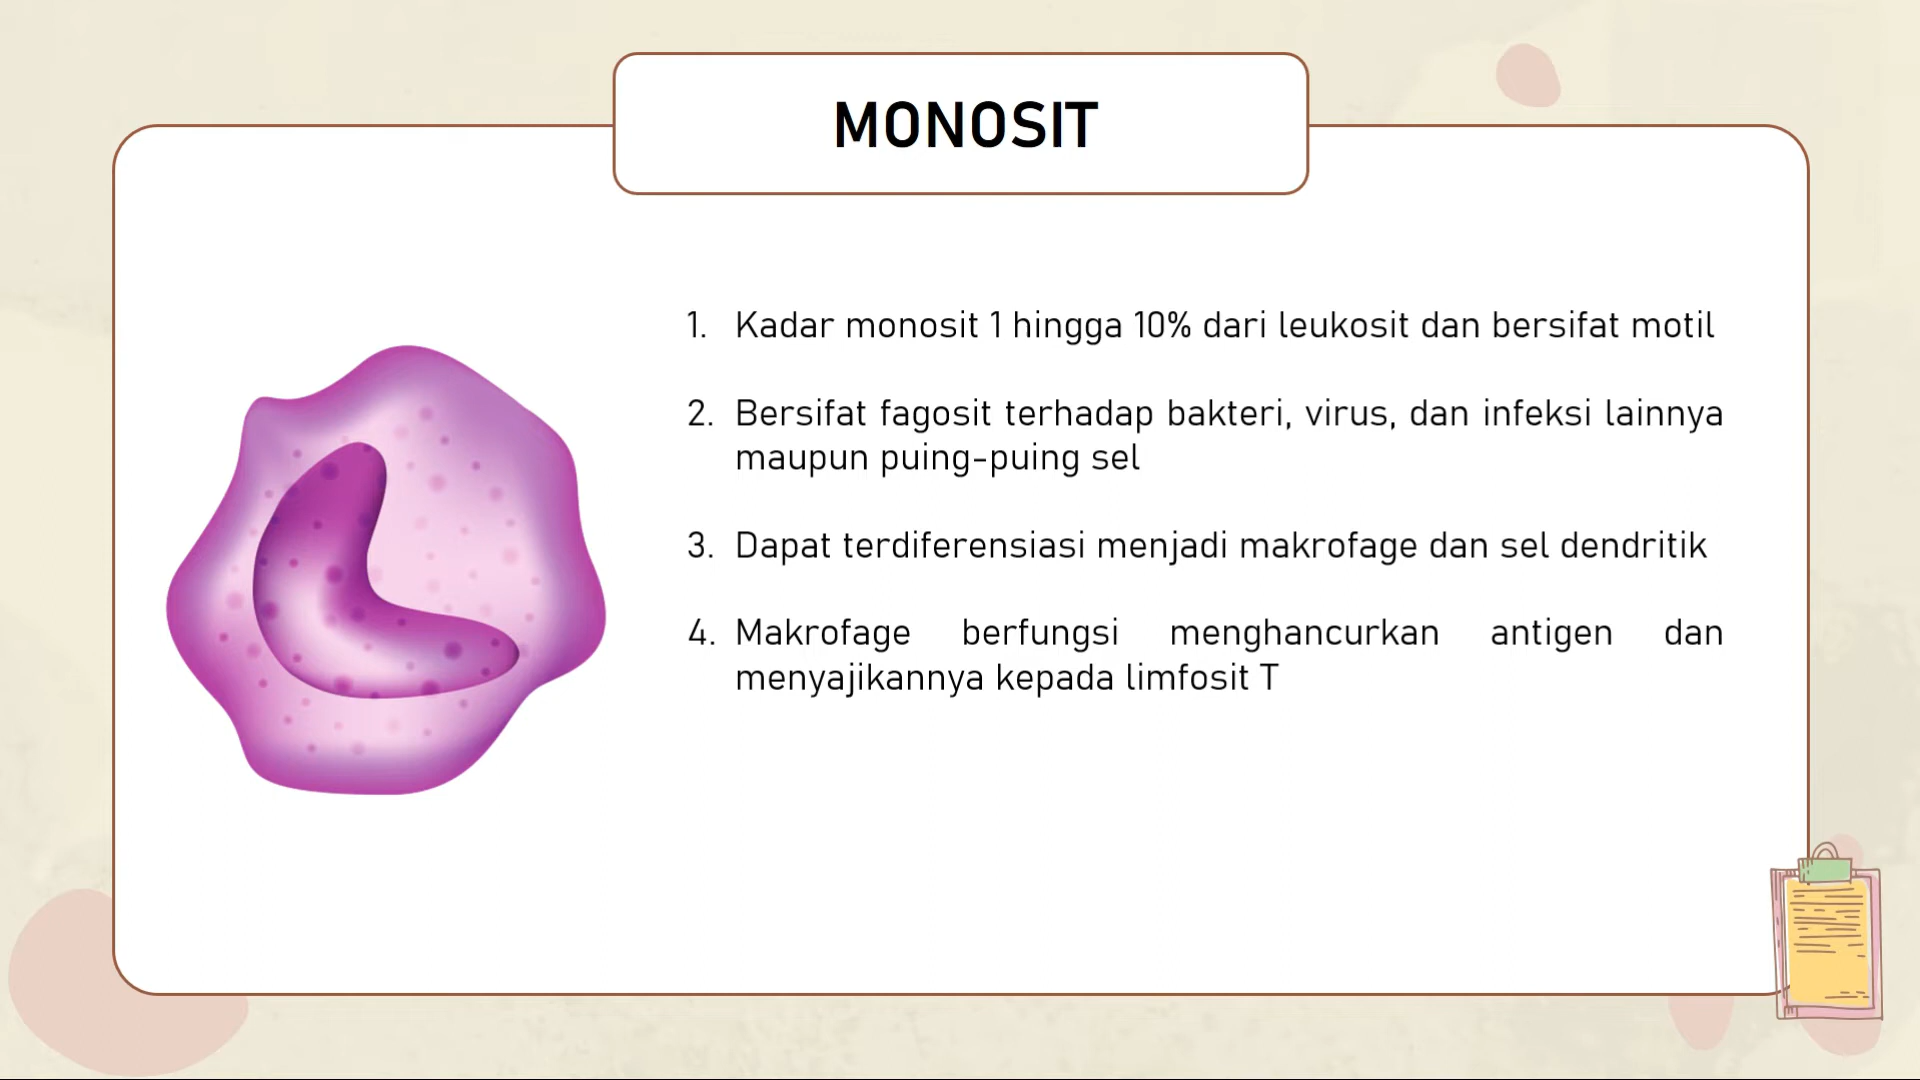 MONOSIT
1. Kadar monosit 1 hingga 10% dari leukosit dan bersifat motil
2. Bersifat fagosit terhadap bakteri, virus, dan infeksi lainnya
maupun puing-puing sel
3. Dapat terdiferensiasi menjadi makrofage dan sel dendritik
4. Makrofage berfungsi menghancurkan antigen dan
menyajikannya kepada limfosit T